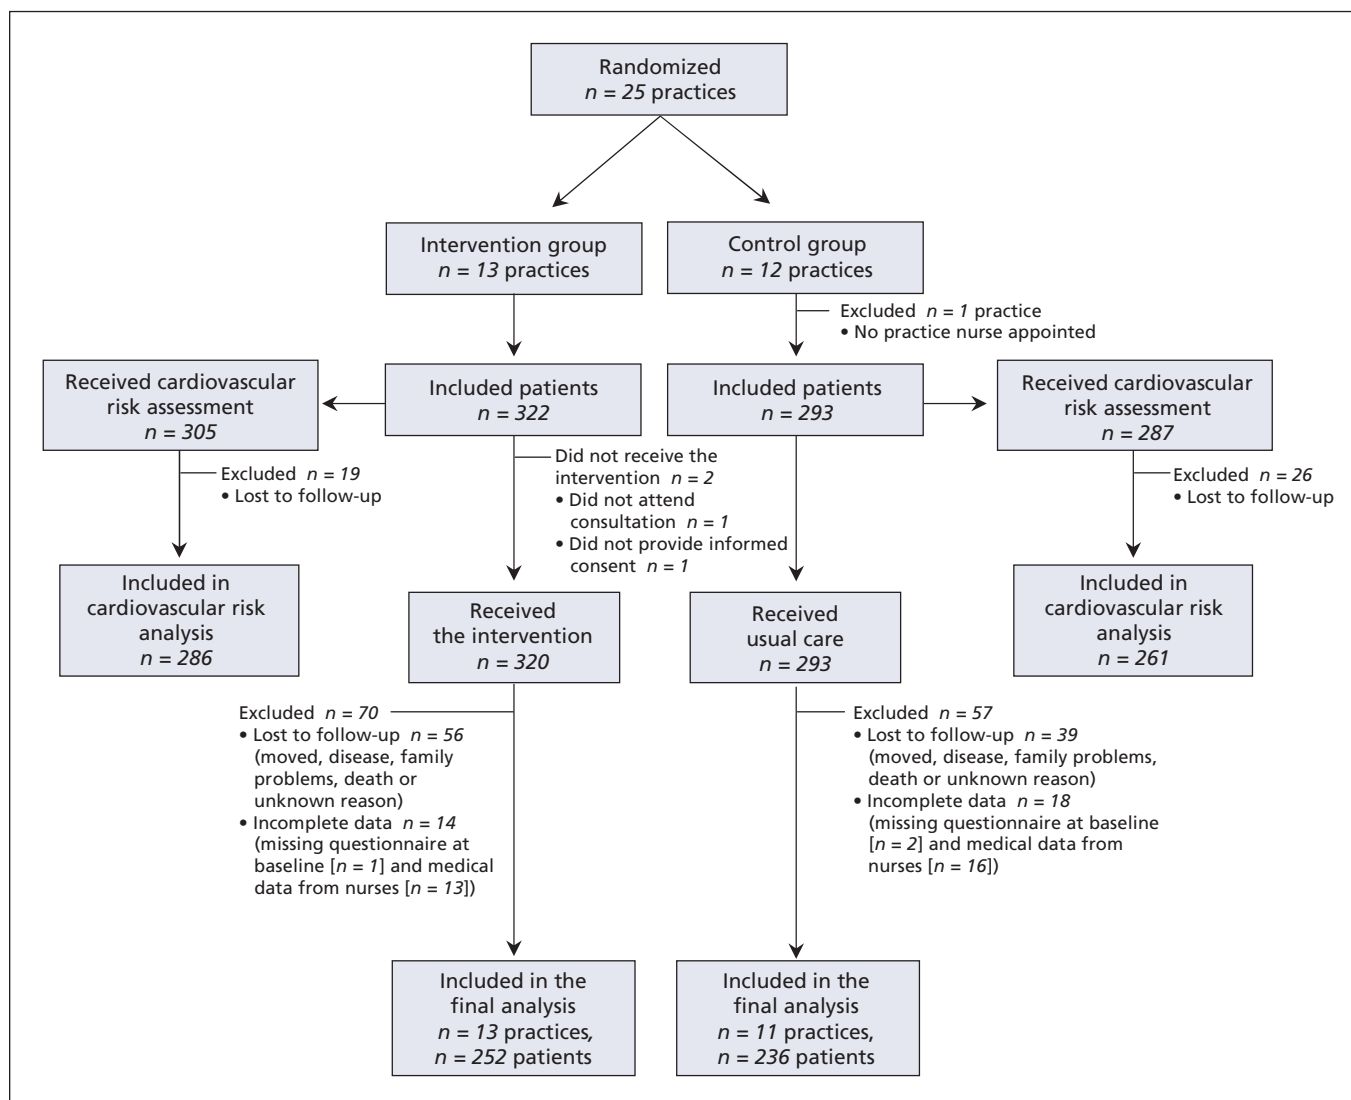 Randomized
n = 25 practices
Intervention group
n = 13 practices
Control group
n = 12 practices
Excluded n = 1 practice
• No practice nurse appointed
Received cardiovascular
risk assessment
n = 305
Included patients
n = 322
Included patients
n = 293
Received cardiovascular
risk assessment
n = 287
Excluded n = 19
• Lost to follow-up
Did not receive the
intervention n = 2
• Did not attend
consultation n = 1
• Did not provide informed
consent n = 1
Excluded n = 26
• Lost to follow-up
Included in
cardiovascular risk
analysis
n = 286
Received
the intervention
n = 320
Received
usual care
n = 293
Included in
cardiovascular risk
analysis
n = 261
Excluded n = 70
• Lost to follow-up n = 56
(moved, disease, family
problems, death or
unknown reason)
• Incomplete data n = 14
(missing questionnaire at
baseline [n = 1] and medical
data from nurses [n = 13])
Excluded n = 57
• Lost to follow-up n = 39
(moved, disease, family problems,
death or unknown reason)
• Incomplete data n = 18
(missing questionnaire at baseline
[n = 2] and medical data from
nurses [n = 16])
Included in the
final analysis
n = 13 practices,
n = 252 patients
Included in the
final analysis
n = 11 practices,
n = 236 patients